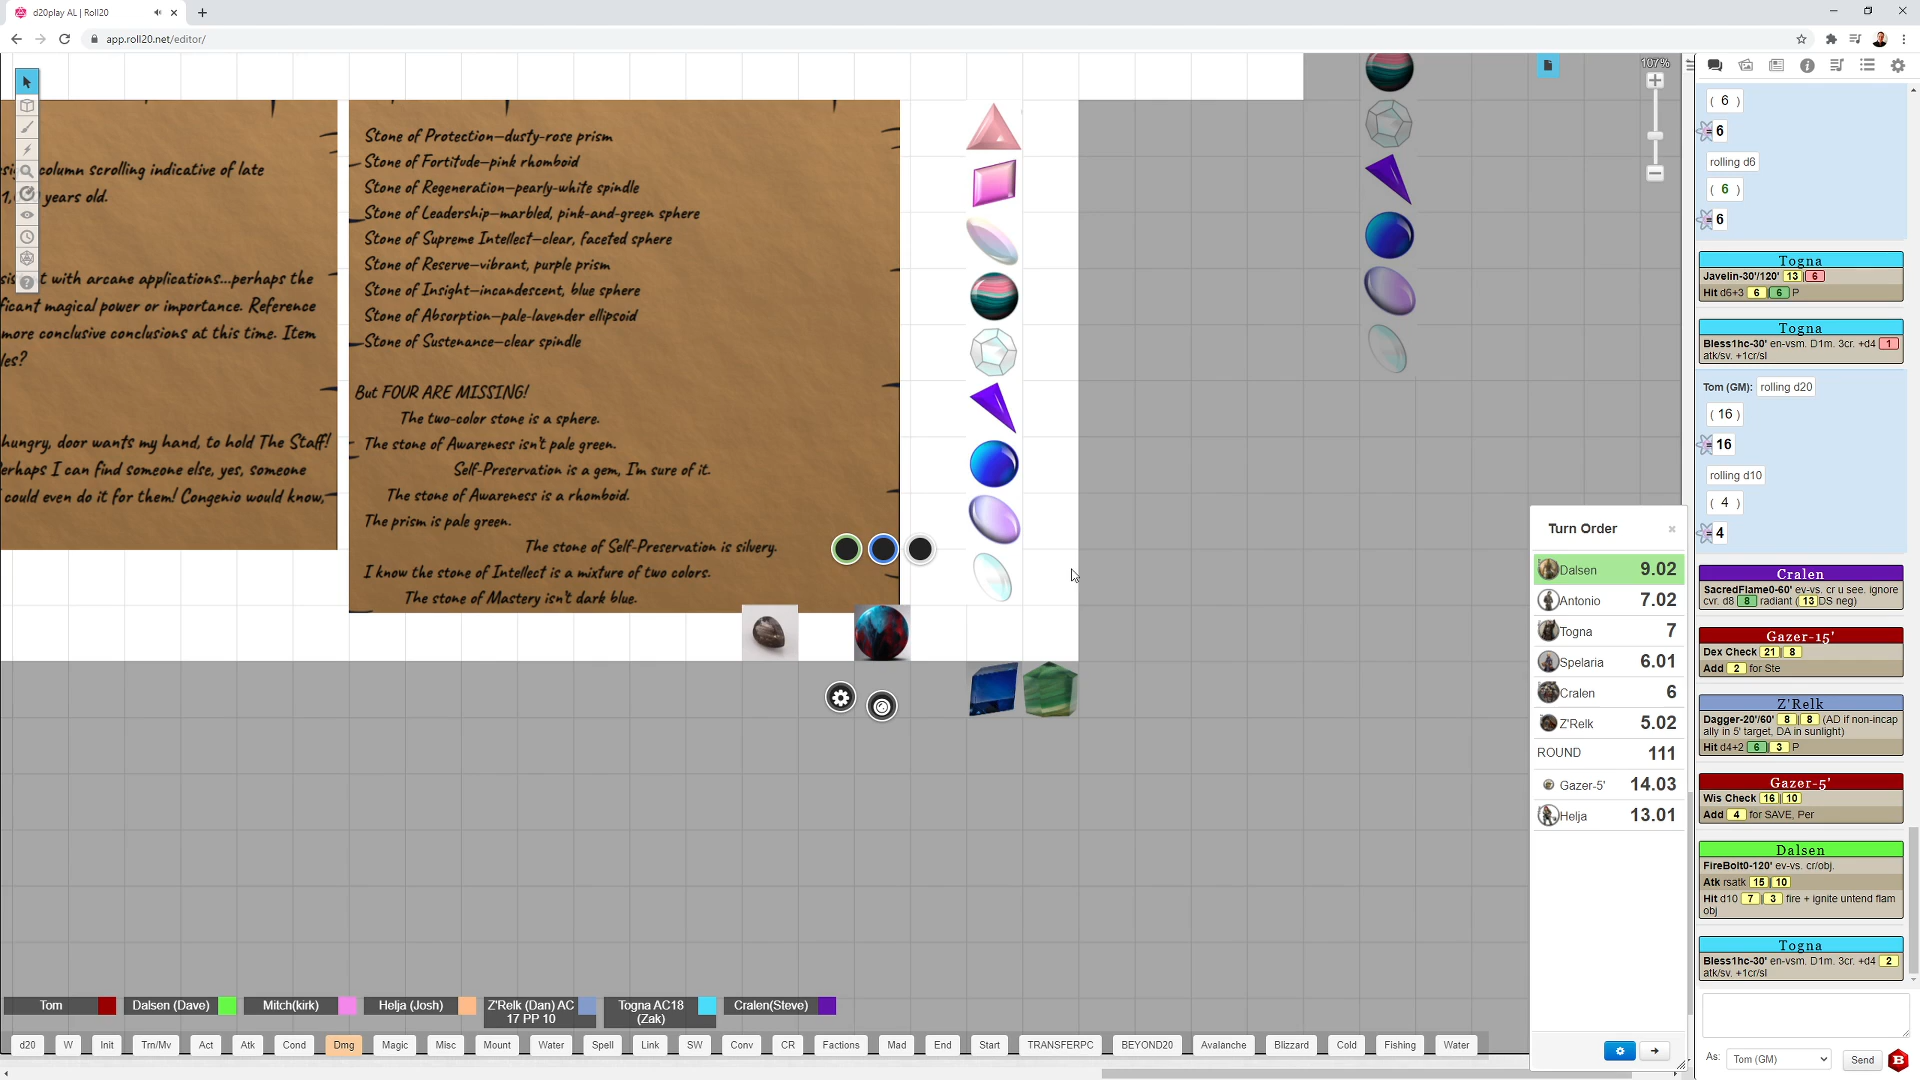 d20play AL | Roll20
app.roll20.net/editor/
107%
column scrolling indicative of late
years old.
with arcane applications...perhaps the
ficant magical power or importance. Reference
more conclusive conclusions at this time. Item
les?
hungry, door wants my hand, to hold The Staff!
erhaps I can find someone else, yes, someone
could even do it for them! Congenio would know,
Stone of Protection—dusty-rose prism
Stone of Fortitude—pink rhomboid
Stone of Regeneration—pearly-white spindle
Stone of Leadership—marbled, pink-and-green sphere
Stone of Supreme Intellect—clear, faceted sphere
Stone of Reserve—vibrant, purple prism
Stone of Insight—incandescent, blue sphere
Stone of Absorption—pale-lavender ellipsoid
Stone of Sustenance—clear spindle
But FOUR ARE MISSING!
The two-color stone is a sphere.
The stone of Awareness isn't pale green.
Self-Preservation is a gem, I'm sure of it.
The stone of Awareness is a rhomboid.
The prism is pale green.
The stone of Self-Preservation is silvery.
I know the stone of Intellect is a mixture of two colors.
The stone of Mastery isn't dark blue.
Turn Order
Dalsen 9.02
Antonio 7.02
Togna 7
Spelaria 6.01
Cralen 6
Z'Relk 5.02
ROUND 111
Gazer-5' 14.03
Helja 13.01
( 6 )
= 6
rolling d6
( 6 )
= 6
Togna
Javelin-30'/120' 13 | 6
Hit d6+3 6 | 6 P
Togna
Bless1hc-30' en-vsm. D1m. 3cr. +d4 1
atk/sv. +1cr/sl
Tom (GM): rolling d20
( 16 )
= 16
rolling d10
( 4 )
= 4
Cralen
SacredFlame0-60' ev-vs. cr u see. ignore
cvr. d8 8 radiant (13 DS neg)
Gazer-15'
Dex Check 21 | 8
Add 2 for Ste
Z'Relk
Dagger-20'/60' 8 | 8 (AD if non-incap
ally in 5' target, DA in sunlight)
Hit d4+2 6 | 3 P
Gazer-5'
Wis Check 16 | 10
Add 4 for SAVE, Per
Dalsen
FireBolt0-120' ev-vs. cr/obj.
Atk rsatk 15 | 10
Hit d10 7 | 3 fire + ignite untend flam
obj
Togna
Bless1hc-30' en-vsm. D1m. 3cr. +d4 2
atk/sv. +1cr/sl
As: Tom (GM) Send
Tom
Dalsen (Dave)
Mitch(kirk)
Helja (Josh)
Z'Relk (Dan) AC
17 PP 10
Togna AC18
(Zak)
Cralen(Steve)
d20 W Init Trn/Mv Act Atk Cond Dmg Magic Misc Mount Water Spell Link SW Conv CR Factions Mad End Start TRANSFERPC BEYOND20 Avalanche Blizzard Cold Fishing Water